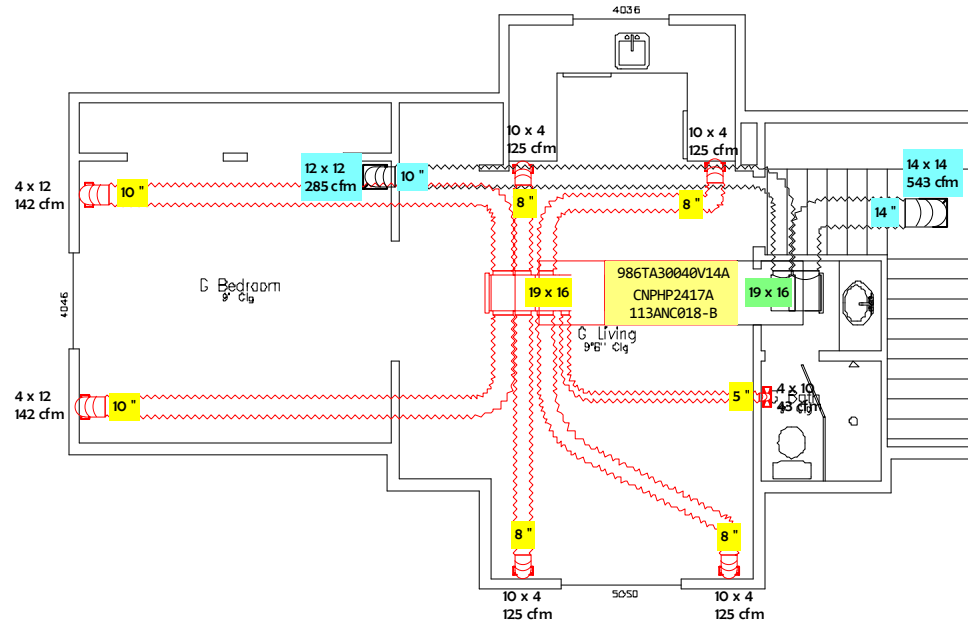 4036
10 x 4
125 cfm
10 x 4
125 cfm
12 x 12
285 cfm
10 "
14 x 14
543 cfm
4 x 12
142 cfm
10 "
8 "
8 "
14 "
4046
G Bedroom
9' Clg
19 x 16
986TA30040V14A
CNPHP2417A
113ANC018-B
19 x 16
G Living
9'6" Clg
4 x 12
142 cfm
10 "
5 "
4 x 10
43 cfm
G Bath
Clg
8 "
8 "
10 x 4
125 cfm
5050
10 x 4
125 cfm